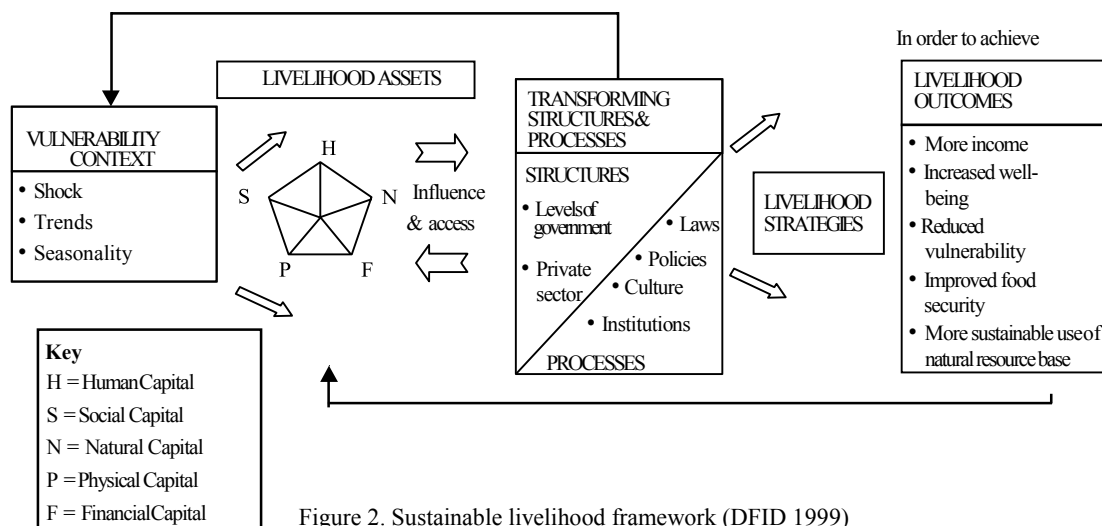 In order to achieve
LIVELIHOOD ASSETS
VULNERABILITY
CONTEXT
• Shock
• Trends
• Seasonality
H
S
N
P
F
Influence
& access
TRANSFORMING
STRUCTURES &
PROCESSES
STRUCTURES
• Levels of
government
• Private
sector
• Laws
• Policies
• Culture
• Institutions
PROCESSES
LIVELIHOOD
STRATEGIES
LIVELIHOOD
OUTCOMES
• More income
• Increased well-
being
• Reduced
vulnerability
• Improved food
security
• More sustainable use of
natural resource base
Key
H = Human Capital
S = Social Capital
N = Natural Capital
P = Physical Capital
F = Financial Capital
Figure 2. Sustainable livelihood framework (DFID 1999)